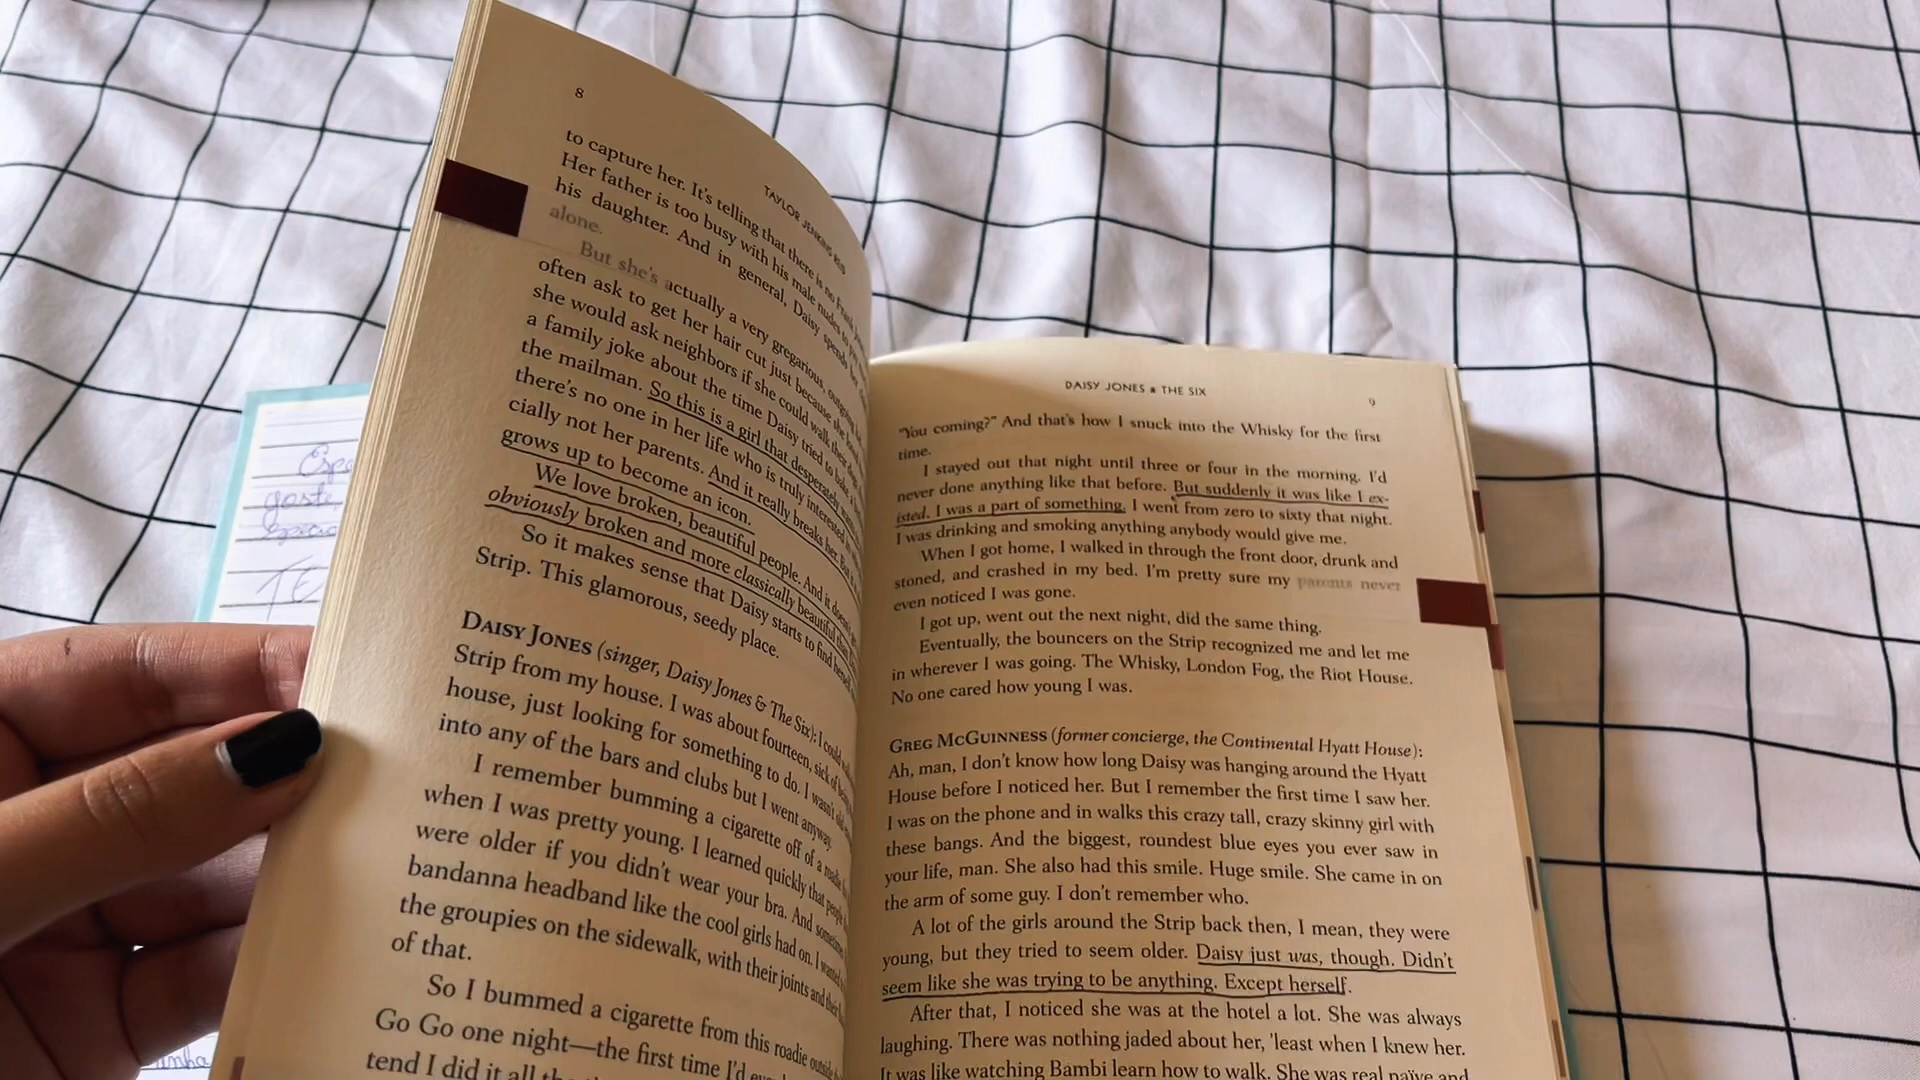 8
TAYLOR JENKINS REID
to capture her. It's telling that there is no Frank
Her father is too busy with his male nudes to pay
his daughter. And in general, Daisy spends her
alone.
But she's actually a very gregarious, outgoing
often ask to get her hair cut just because she loved
she would ask neighbors if she could walk their dogs
a family joke about the time Daisy tried to bake a
the mailman. So this is a girl that desperately
there's no one in her life who is truly interested in
cially not her parents. And it really breaks her. But it
grows up to become an icon.
We love broken, beautiful people. And it doesn't
obviously broken and more classically beautiful than
So it makes sense that Daisy starts to find herself
Strip. This glamorous, seedy place.
DAISY JONES (singer, Daisy Jones & The Six): I could
Strip from my house. I was about fourteen, sick of being
house, just looking for something to do. I wasn't old
into any of the bars and clubs but I went anyway.
I remember bumming a cigarette off of a roadie
when I was pretty young. I learned quickly that people
were older if you didn't wear your bra. And sometimes
bandanna headband like the cool girls had on. I wanted
the groupies on the sidewalk, with their joints and their
of that.
So I bummed a cigarette from this roadie outside
Go Go one night—the first time I'd
tend I did it all the
DAISY JONES & THE SIX
9
"You coming?" And that's how I snuck into the Whisky for the first
time.
I stayed out that night until three or four in the morning. I'd
never done anything like that before. But suddenly it was like I ex-
isted. I was a part of something. I went from zero to sixty that night.
I was drinking and smoking anything anybody would give me.
When I got home, I walked in through the front door, drunk and
stoned, and crashed in my bed. I'm pretty sure my parents never
even noticed I was gone.
I got up, went out the next night, did the same thing.
Eventually, the bouncers on the Strip recognized me and let me
in wherever I was going. The Whisky, London Fog, the Riot House.
No one cared how young I was.
GREG MCGUINNESS (former concierge, the Continental Hyatt House):
Ah, man, I don't know how long Daisy was hanging around the Hyatt
House before I noticed her. But I remember the first time I saw her.
I was on the phone and in walks this crazy tall, crazy skinny girl with
these bangs. And the biggest, roundest blue eyes you ever saw in
your life, man. She also had this smile. Huge smile. She came in on
the arm of some guy. I don't remember who.
A lot of the girls around the Strip back then, I mean, they were
young, but they tried to seem older. Daisy just was, though. Didn't
seem like she was trying to be anything. Except herself.
After that, I noticed she was at the hotel a lot. She was always
laughing. There was nothing jaded about her, 'least when I knew her.
It was like watching Bambi learn how to walk. She was real naïve and